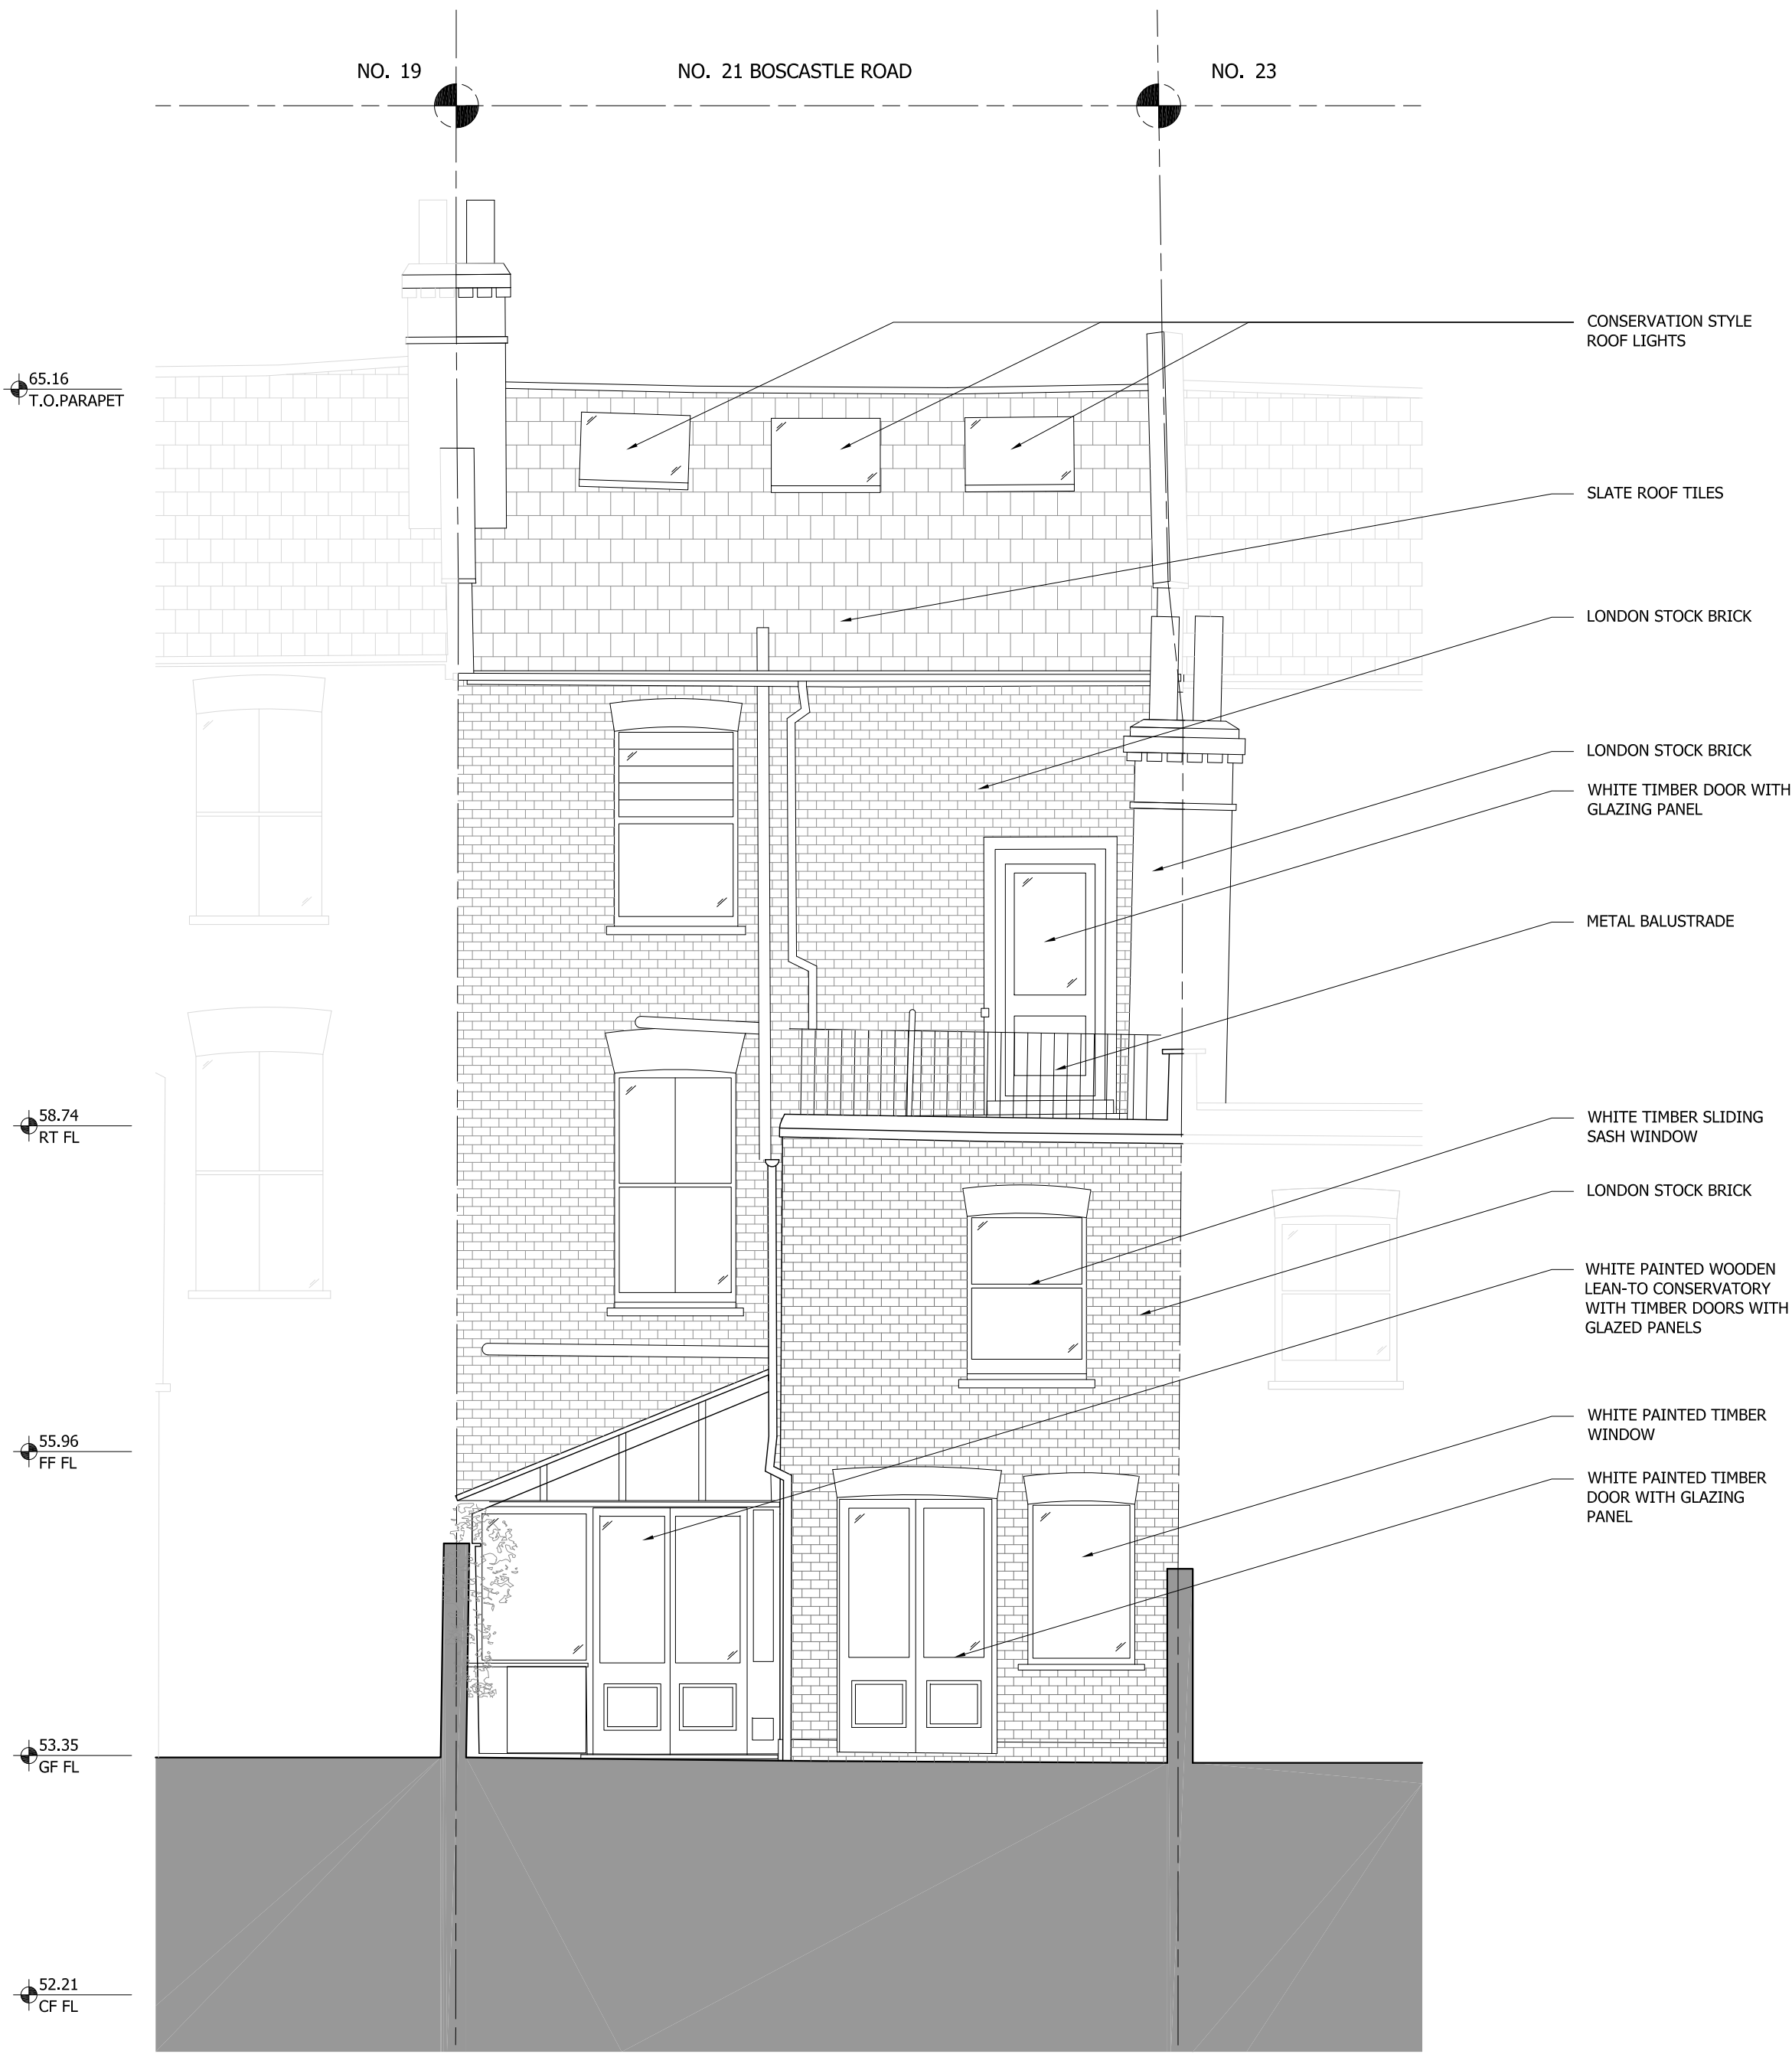 NO. 19
NO. 21 BOSCASTLE ROAD
NO. 23
CONSERVATION STYLE
ROOF LIGHTS
65.16
T.O.PARAPET
SLATE ROOF TILES
LONDON STOCK BRICK
LONDON STOCK BRICK
WHITE TIMBER DOOR WITH
GLAZING PANEL
METAL BALUSTRADE
58.74
RT FL
WHITE TIMBER SLIDING
SASH WINDOW
LONDON STOCK BRICK
WHITE PAINTED WOODEN
LEAN-TO CONSERVATORY
WITH TIMBER DOORS WITH
GLAZED PANELS
55.96
FF FL
WHITE PAINTED TIMBER
WINDOW
WHITE PAINTED TIMBER
DOOR WITH GLAZING
PANEL
53.35
GF FL
52.21
CF FL